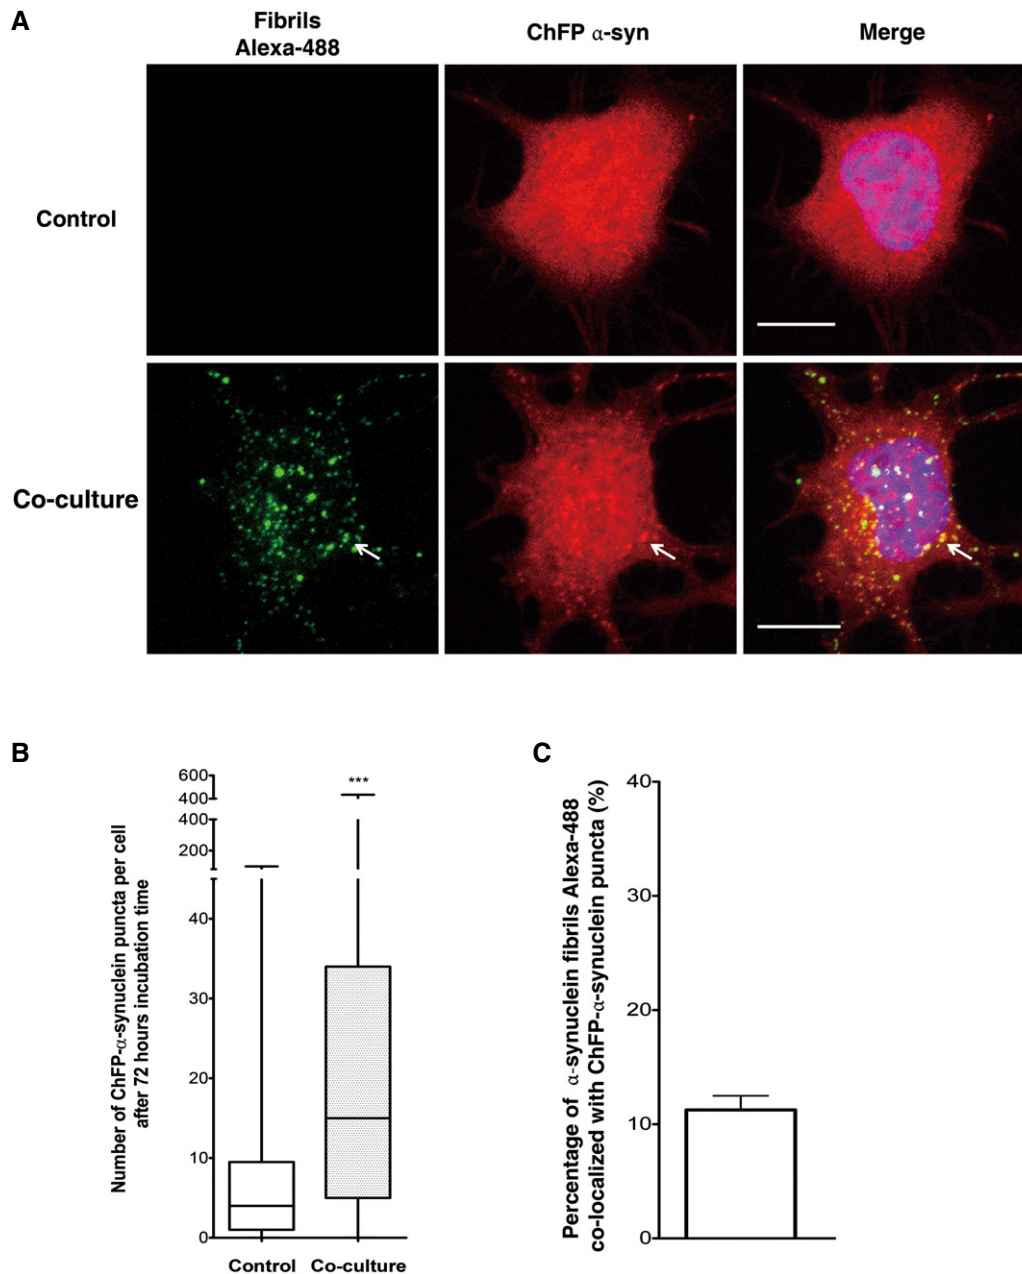 A
Fibrils
Alexa-488
ChFP α-syn
Merge
Control
Co-culture
B
Number of ChFP-α-synuclein puncta per cell
after 72 hours incubation time
600
400
400
200
40
30
20
10
0
***
Control
Co-culture
C
Percentage of α-synuclein fibrils Alexa-488
co-localized with ChFP-α-synuclein puncta (%)
40
30
20
10
0